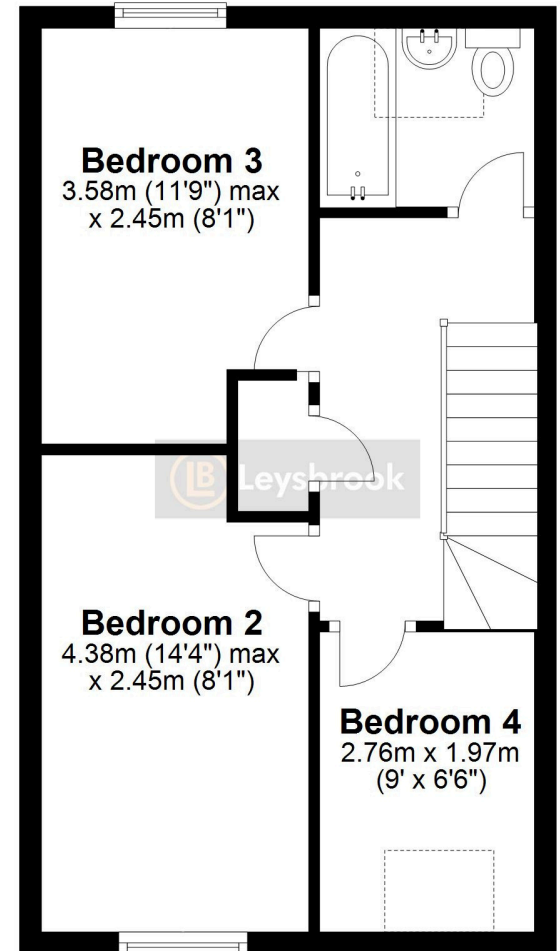 Bedroom 3
3.58m (11'9") max
x 2.45m (8'1")
LB Leysbrook
Bedroom 2
4.38m (14'4") max
x 2.45m (8'1")
Bedroom 4
2.76m x 1.97m
(9' x 6'6")